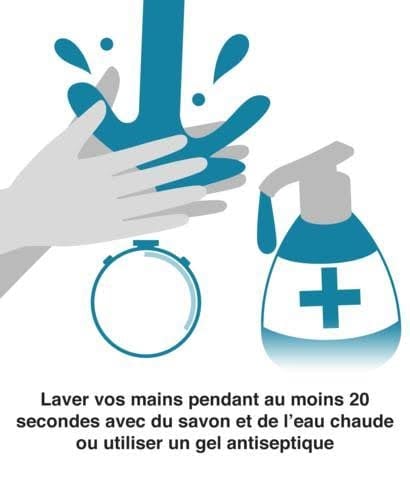 Laver vos mains pendant au moins 20
secondes avec du savon et de l’eau chaude
ou utiliser un gel antiseptique